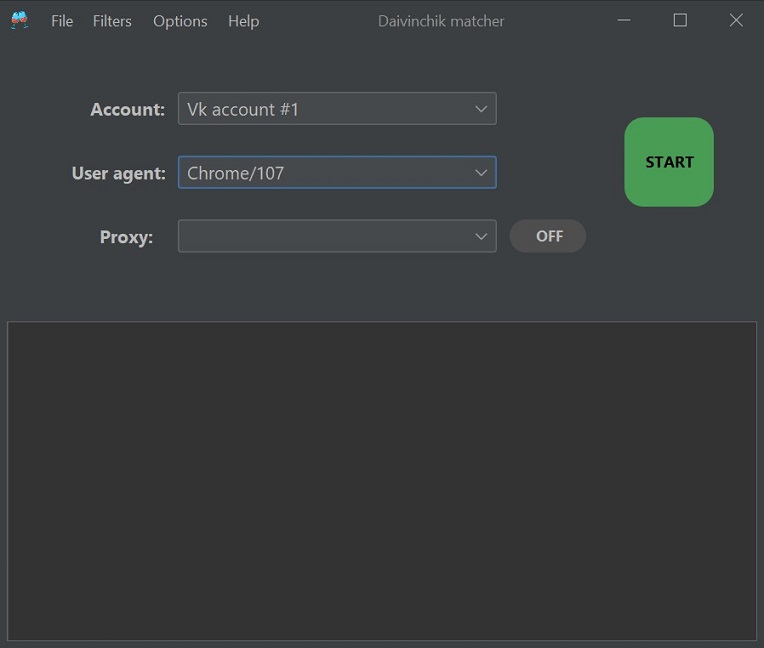 File Filters Options Help Daivinchik matcher
Account: Vk account #1
START
User agent: Chrome/107
Proxy: OFF